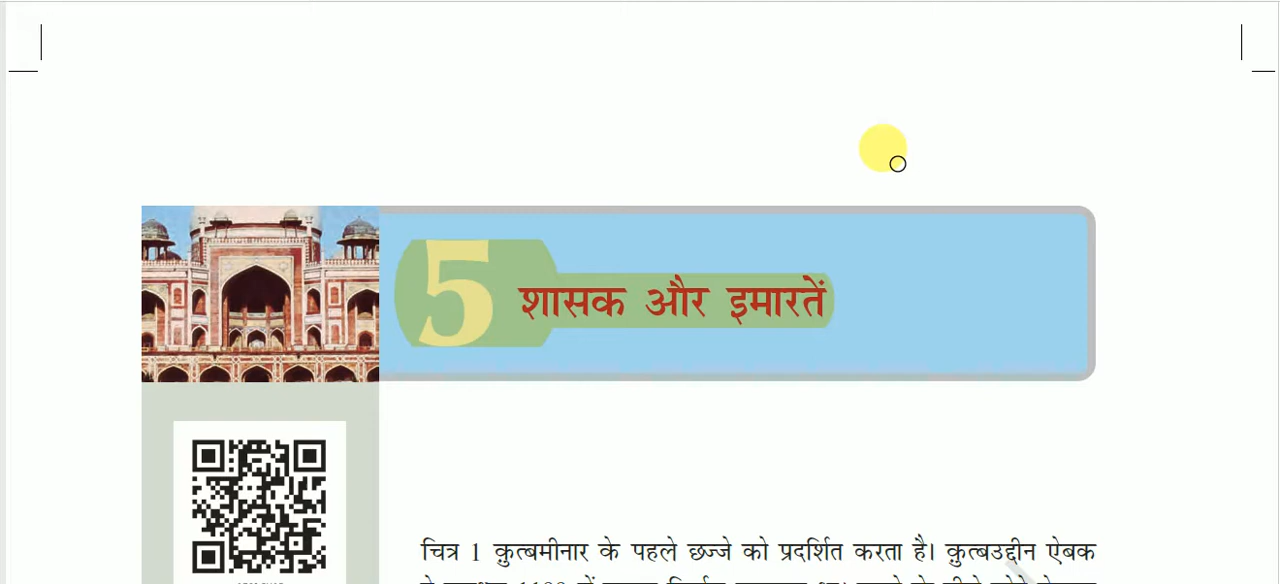 5 शासक और इमारतें
चित्र 1 क़ुत्बमीनार के पहले छज्जे को प्रदर्शित करता है। क़ुत्बउद्दीन ऐबक